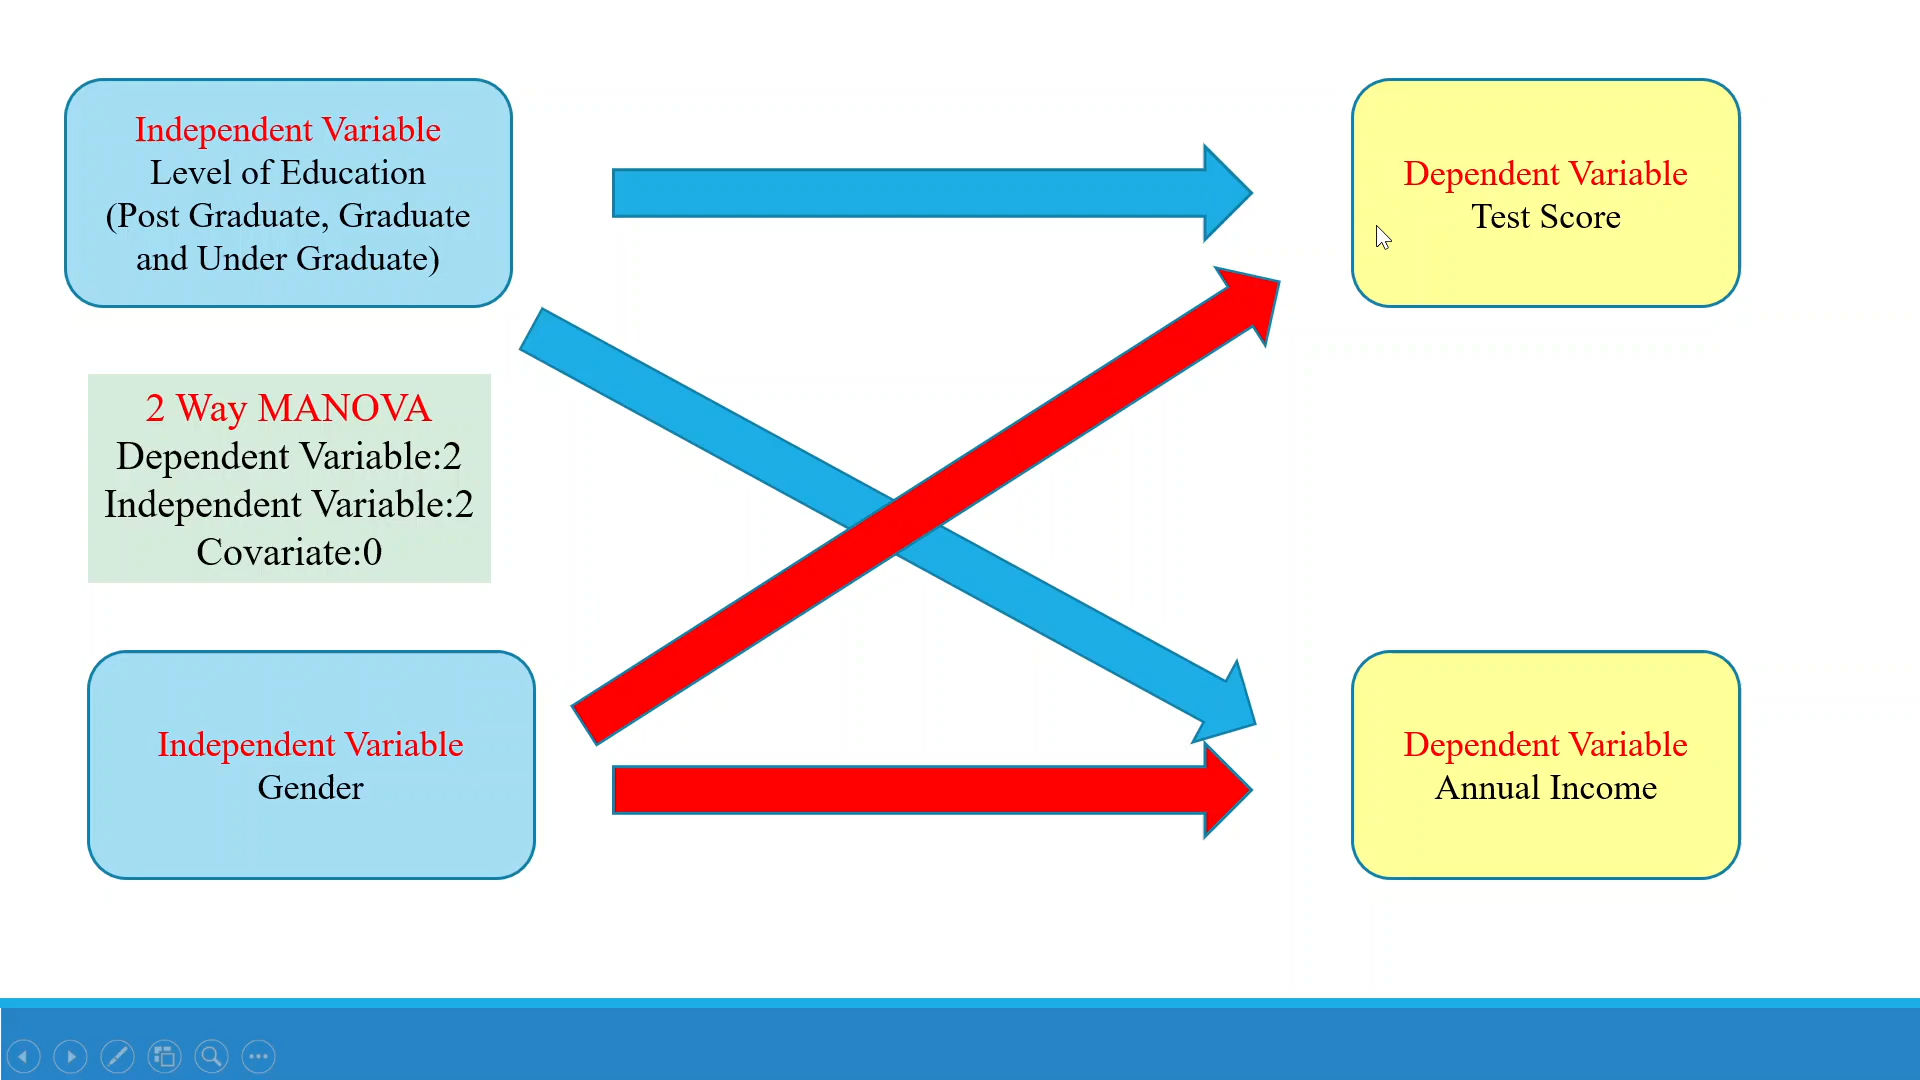 Independent Variable
Level of Education
(Post Graduate, Graduate
and Under Graduate)
Dependent Variable
Test Score
2 Way MANOVA
Dependent Variable:2
Independent Variable:2
Covariate:0
Independent Variable
Gender
Dependent Variable
Annual Income